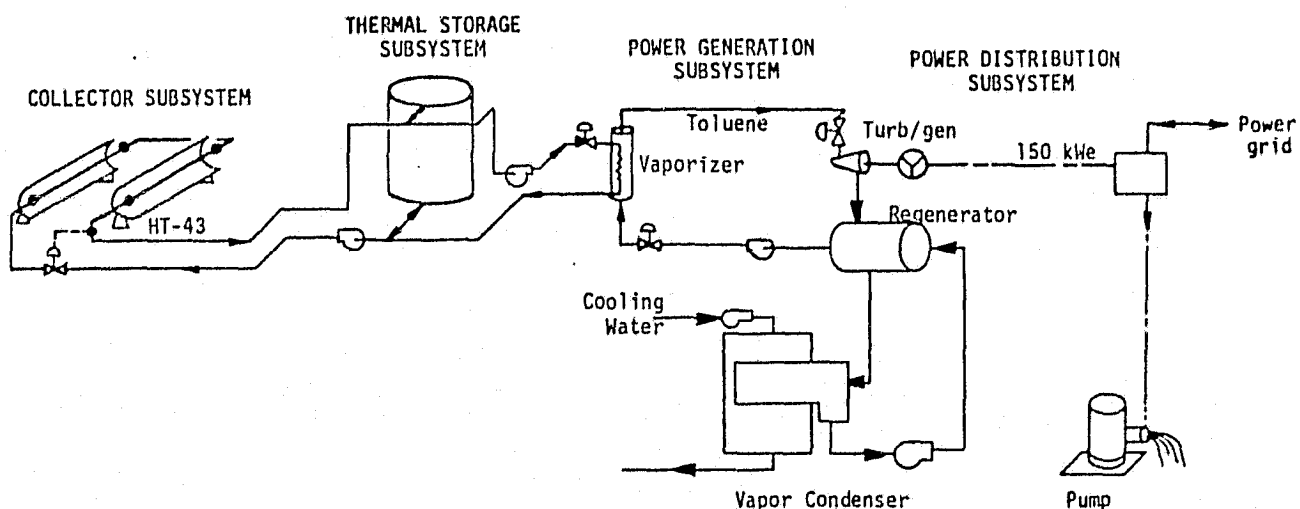 THERMAL STORAGE
SUBSYSTEM
POWER GENERATION
SUBSYSTEM
POWER DISTRIBUTION
SUBSYSTEM
COLLECTOR SUBSYSTEM
Toluene
Turb/gen
Power
grid
150 kWe
Vaporizer
HT-43
Regenerator
Cooling
Water
Vapor Condenser
Pump